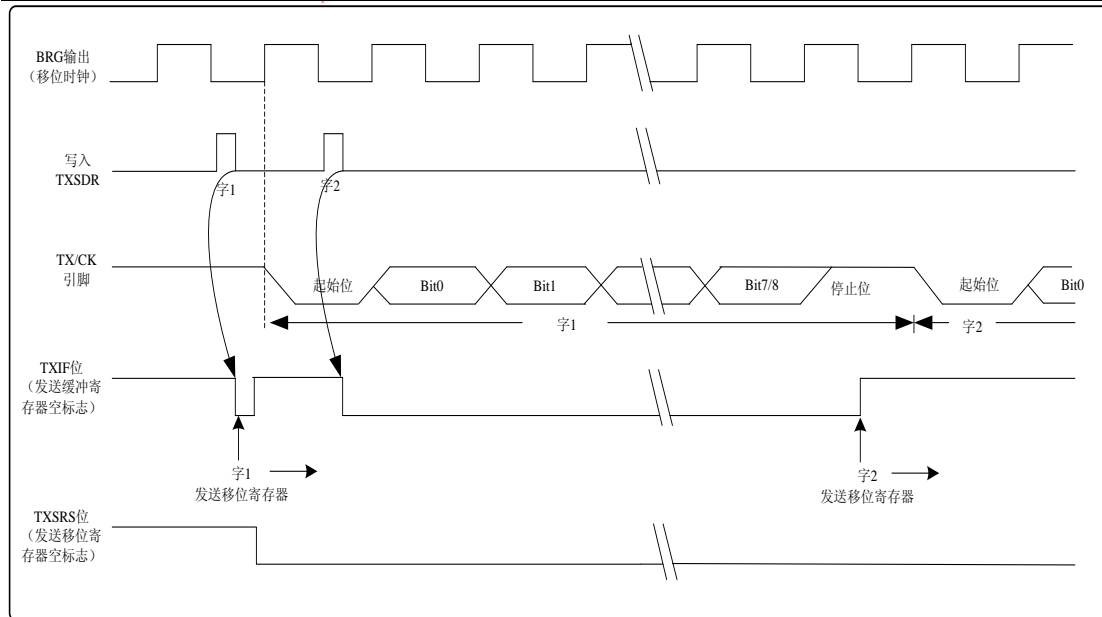 BRG输出
（移位时钟）
写入
TXSDR
字1
字2
TX/CK
引脚
起始位
Bit0
Bit1
Bit7/8
停止位
起始位
Bit0
字1
字2
TXIF位
（发送缓冲寄
存器空标志）
字1
发送移位寄存器
字2
发送移位寄存器
TXSRS位
（发送移位寄
存器空标志）